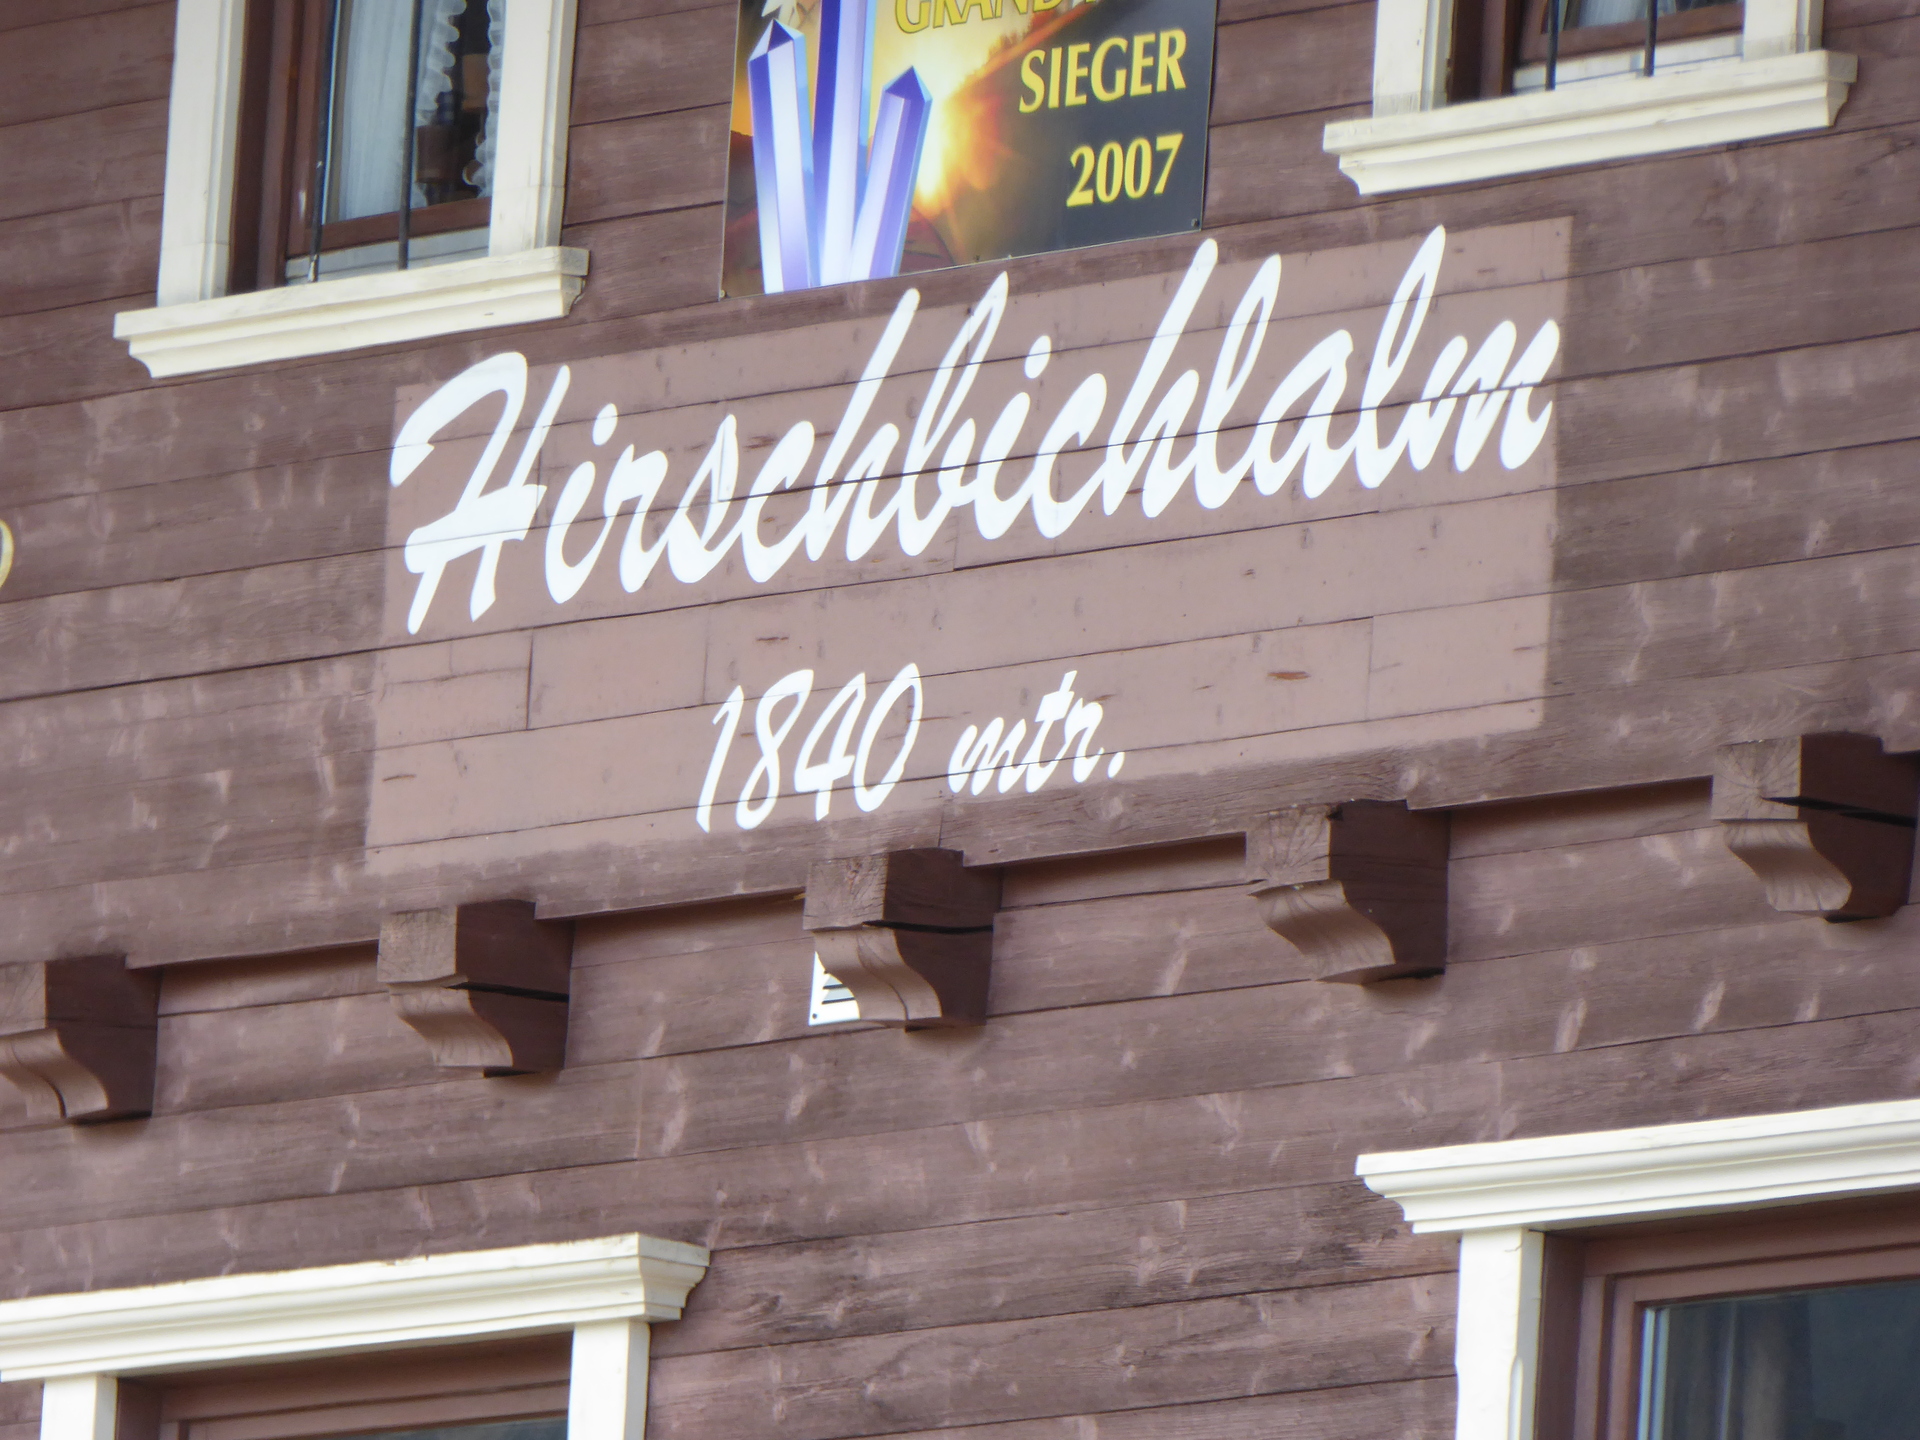 SIEGER
2007
Hirschbichlalm
1840 mtr.